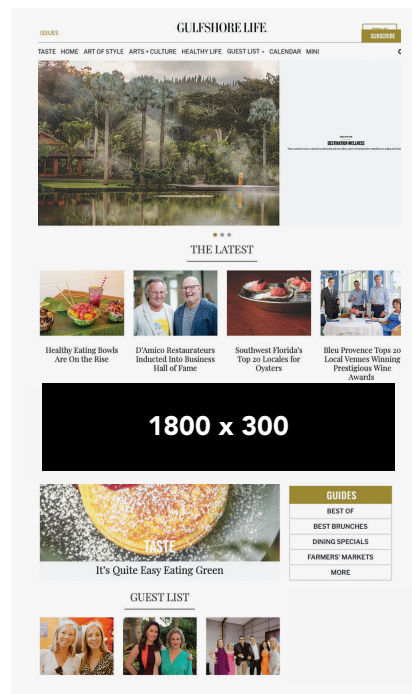 ISSUES
GULFSHORE LIFE
SUBSCRIBE
TASTE HOME ART OF STYLE ARTS + CULTURE HEALTHY LIFE GUEST LIST CALENDAR MINI
DESTINATION WELLNESS
THE LATEST
Healthy Eating Bowls
Are On the Rise
D'Amico Restaurateurs
Inducted Into Business
Hall of Fame
Southwest Florida's
Top 20 Locales for
Oysters
Bleu Provence Tops 20
Local Venues Winning
Prestigious Wine
Awards
1800 x 300
TASTE
It's Quite Easy Eating Green
GUIDES
BEST OF
BEST BRUNCHES
DINING SPECIALS
FARMERS' MARKETS
MORE
GUEST LIST